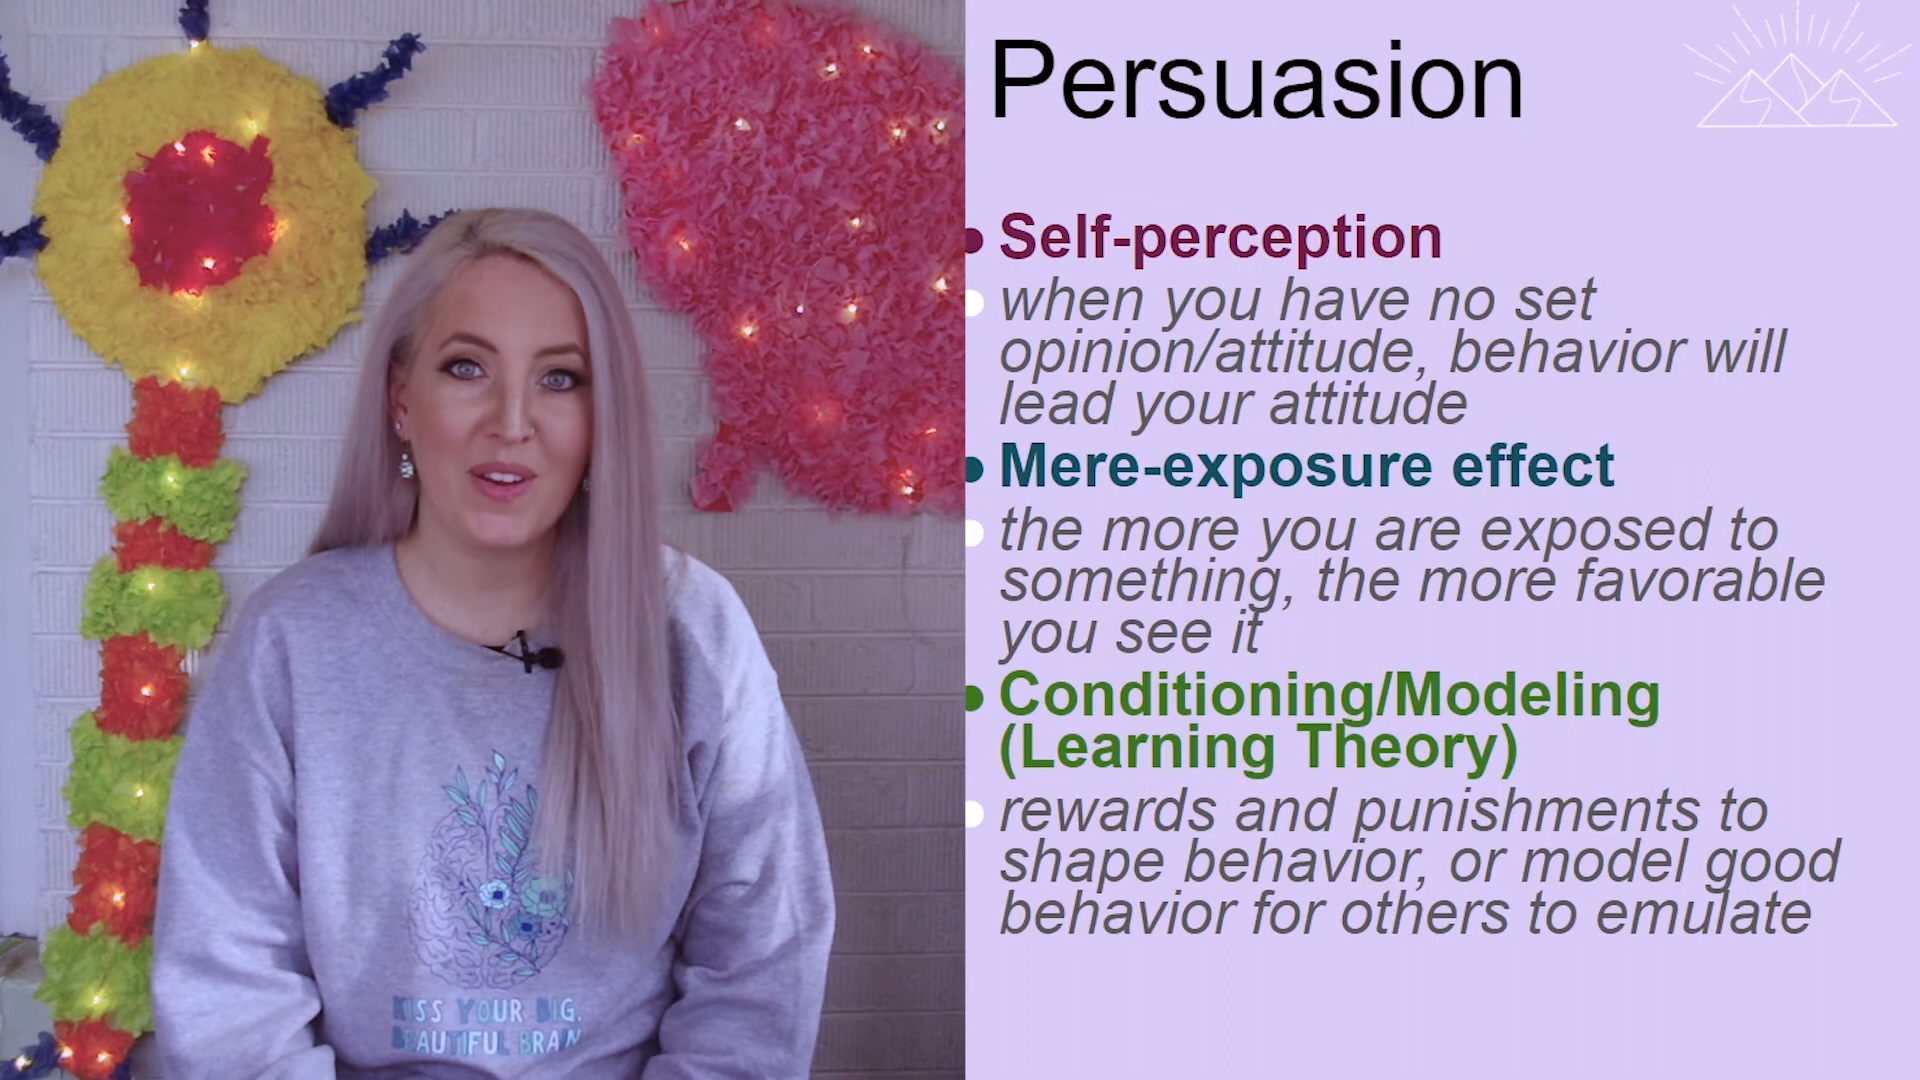 Persuasion
• Self-perception
• when you have no set
opinion/attitude, behavior will
lead your attitude
• Mere-exposure effect
• the more you are exposed to
something, the more favorable
you see it
• Conditioning/Modeling
(Learning Theory)
• rewards and punishments to
shape behavior, or model good
behavior for others to emulate
KISS YOUR BIG,
BEAUTIFUL BRAIN